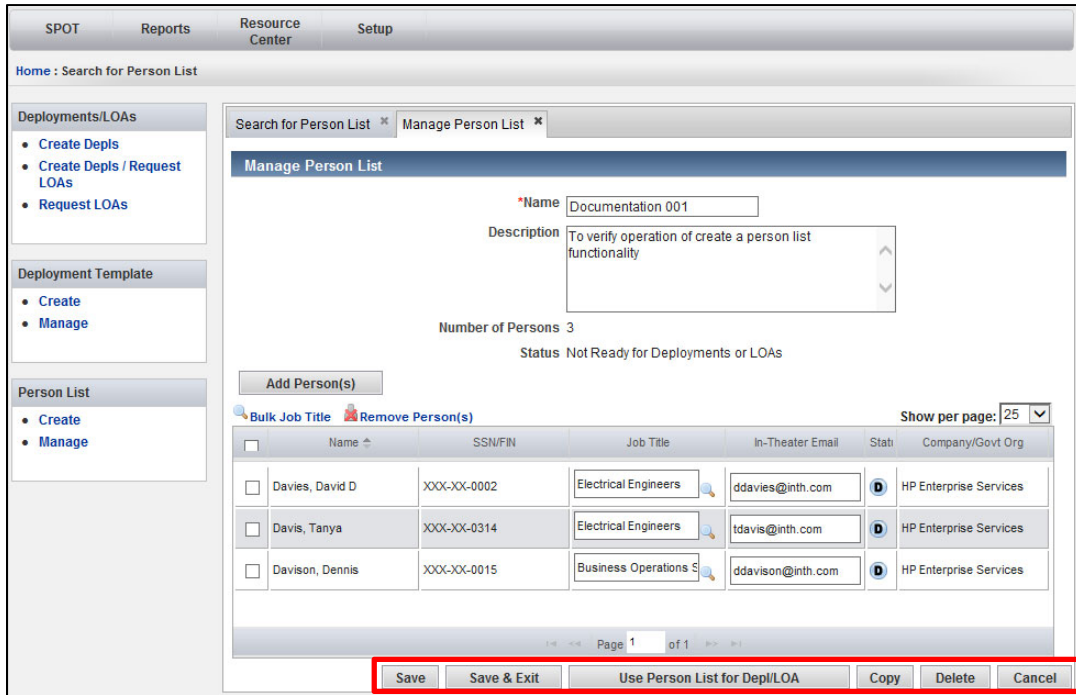 SPOT Reports Resource Center Setup
Home : Search for Person List
Deployments/LOAs
Create Depls
Create Depls / Request
LOAs
Request LOAs
Deployment Template
Create
Manage
Person List
Create
Manage
Search for Person List Manage Person List
Manage Person List
*Name Documentation 001
Description To verify operation of create a person list
functionality
Number of Persons 3
Status Not Ready for Deployments or LOAs
Add Person(s)
Bulk Job Title Remove Person(s) Show per page: 25
Name SSN/FIN Job Title In-Theater Email Statu Company/Govt Org
Davies, David D XXX-XX-0002 Electrical Engineers ddavies@inth.com D HP Enterprise Services
Davis, Tanya XXX-XX-0314 Electrical Engineers tdavis@inth.com D HP Enterprise Services
Davison, Dennis XXX-XX-0015 Business Operations S ddavison@inth.com D HP Enterprise Services
Page 1 of 1
Save Save & Exit Use Person List for Depl/LOA Copy Delete Cancel